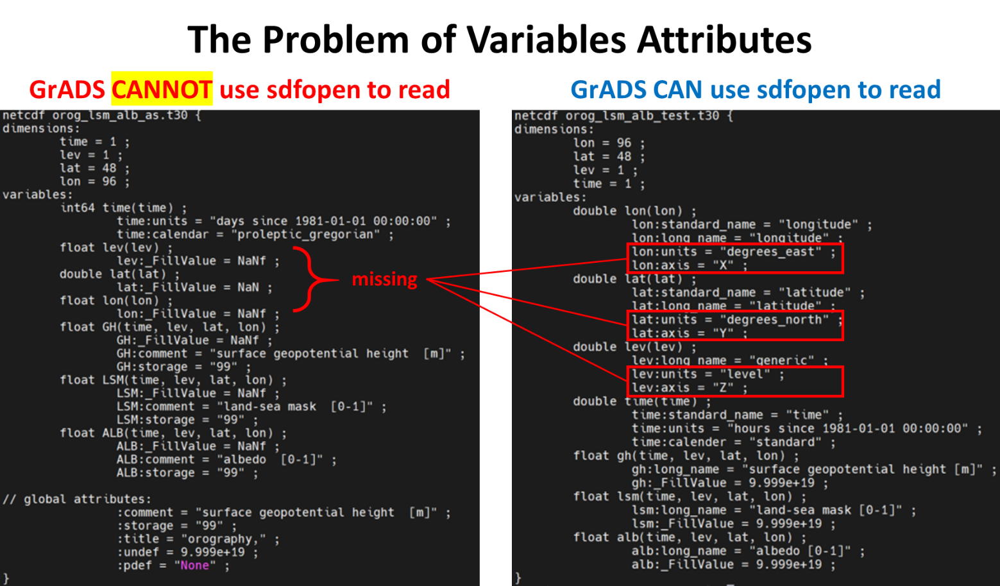 The Problem of Variables Attributes
GrADS CANNOT use sdfopen to read
netcdf orog_lsm_alb_as.t30 {
dimensions:
time = 1 ;
lev = 1 ;
lat = 48 ;
lon = 96 ;
variables:
int64 time(time) ;
time:units = "days since 1981-01-01 00:00:00" ;
time:calendar = "proleptic_gregorian" ;
float lev(lev) ;
lev:_FillValue = NaNf ;
double lat(lat) ;
lat:_FillValue = NaN ;
float lon(lon) ;
lon:_FillValue = NaNf ;
float GH(time, lev, lat, lon) ;
GH:_FillValue = NaNf ;
GH:comment = "surface geopotential height  [m]" ;
GH:storage = "99" ;
float LSM(time, lev, lat, lon) ;
LSM:_FillValue = NaNf ;
LSM:comment = "land-sea mask  [0-1]" ;
LSM:storage = "99" ;
float ALB(time, lev, lat, lon) ;
ALB:_FillValue = NaNf ;
ALB:comment = "albedo  [0-1]" ;
ALB:storage = "99" ;
// global attributes:
:comment = "surface geopotential height  [m]" ;
:storage = "99" ;
:title = "orography," ;
:undef = 9.999e+19 ;
:pdef = "None" ;
}
missing
GrADS CAN use sdfopen to read
netcdf orog_lsm_alb_test.t30 {
dimensions:
lon = 96 ;
lat = 48 ;
lev = 1 ;
time = 1 ;
variables:
double lon(lon) ;
lon:standard_name = "longitude" ;
lon:long_name = "longitude" ;
lon:units = "degrees_east" ;
lon:axis = "X" ;
double lat(lat) ;
lat:standard_name = "latitude" ;
lat:long_name = "latitude" ;
lat:units = "degrees_north" ;
lat:axis = "Y" ;
double lev(lev) ;
lev:long_name = "generic" ;
lev:units = "level" ;
lev:axis = "Z" ;
double time(time) ;
time:standard_name = "time" ;
time:units = "hours since 1981-01-01 00:00:00" ;
time:calender = "standard" ;
float gh(time, lev, lat, lon) ;
gh:long_name = "surface geopotential height [m]" ;
gh:_FillValue = 9.999e+19 ;
float lsm(time, lev, lat, lon) ;
lsm:long_name = "land-sea mask [0-1]" ;
lsm:_FillValue = 9.999e+19 ;
float alb(time, lev, lat, lon) ;
alb:long_name = "albedo [0-1]" ;
alb:_FillValue = 9.999e+19 ;
}